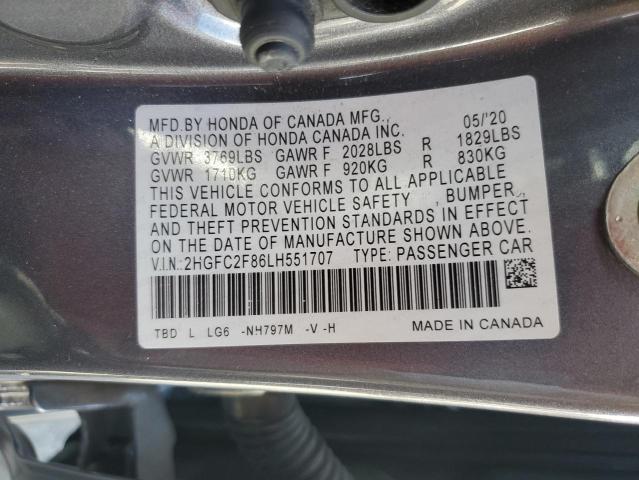 MFD.BY HONDA OF CANADA MFG., 05/'20
A DIVISION OF HONDA CANADA INC.
GVWR 3769LBS GAWR F 2028LBS R 1829LBS
GVWR 1710KG GAWR F 920KG R 830KG
THIS VEHICLE CONFORMS TO ALL APPLICABLE
FEDERAL MOTOR VEHICLE SAFETY , BUMPER,
AND THEFT PREVENTION STANDARDS IN EFFECT
ON THE DATE OF MANUFACTURE SHOWN ABOVE.
V.I.N.: 2HGFC2F86LH551707 TYPE: PASSENGER CAR
TBD L LG6 -NH797M -V -H
MADE IN CANADA